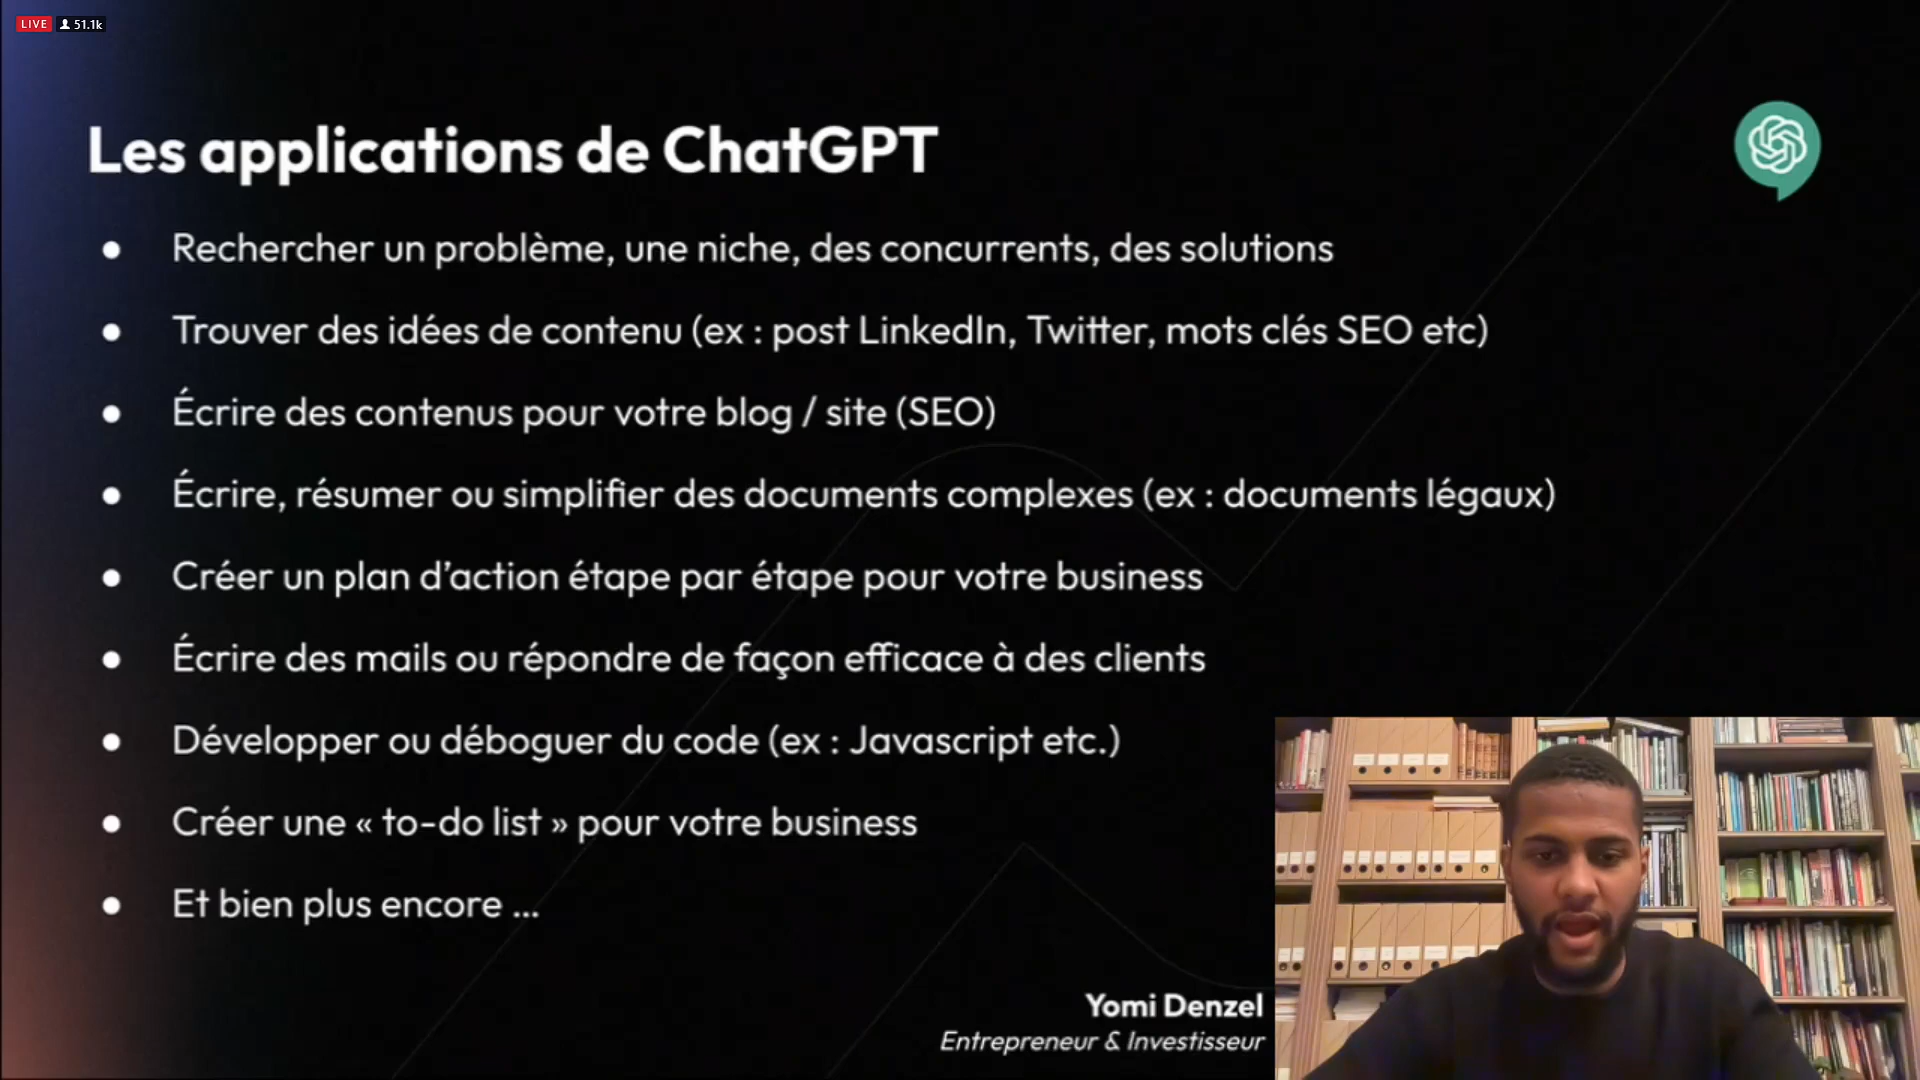 LIVE 51.1k
Les applications de ChatGPT
● Rechercher un problème, une niche, des concurrents, des solutions
● Trouver des idées de contenu (ex : post LinkedIn, Twitter, mots clés SEO etc)
● Écrire des contenus pour votre blog / site (SEO)
● Écrire, résumer ou simplifier des documents complexes (ex : documents légaux)
● Créer un plan d’action étape par étape pour votre business
● Écrire des mails ou répondre de façon efficace à des clients
● Développer ou déboguer du code (ex : Javascript etc.)
● Créer une « to-do list » pour votre business
● Et bien plus encore ...
Yomi Denzel
Entrepreneur & Investisseur